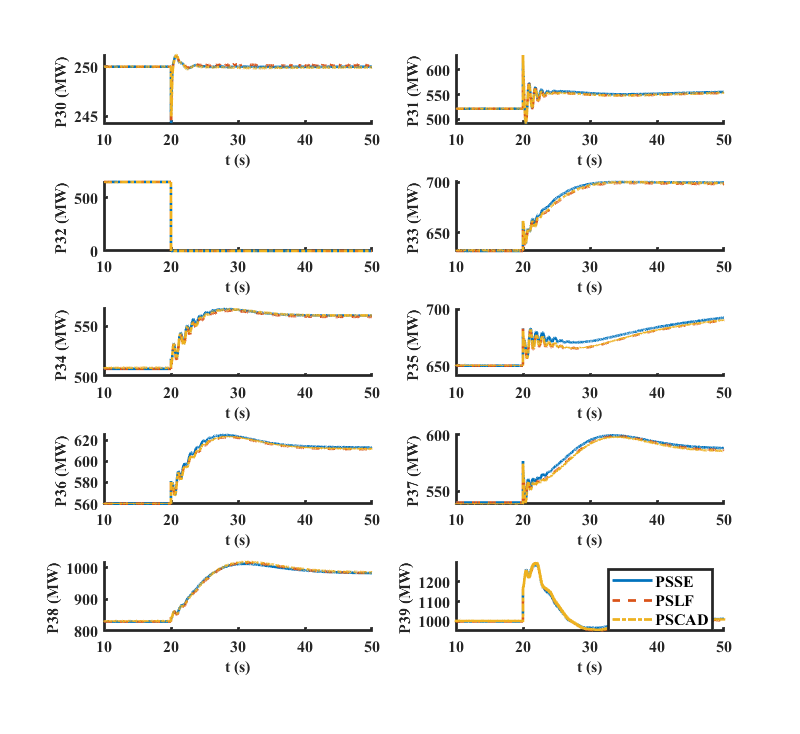 P30 (MW)
250
245
10 20 30 40 50
t (s)
P31 (MW)
600
550
500
10 20 30 40 50
t (s)
P32 (MW)
500
0
10 20 30 40 50
t (s)
P33 (MW)
700
650
10 20 30 40 50
t (s)
P34 (MW)
550
500
10 20 30 40 50
t (s)
P35 (MW)
700
650
10 20 30 40 50
t (s)
P36 (MW)
620
600
580
560
10 20 30 40 50
t (s)
P37 (MW)
600
550
10 20 30 40 50
t (s)
P38 (MW)
1000
900
800
10 20 30 40 50
t (s)
P39 (MW)
1200
1100
1000
10 20 30 40 50
t (s)
PSSE
PSLF
PSCAD